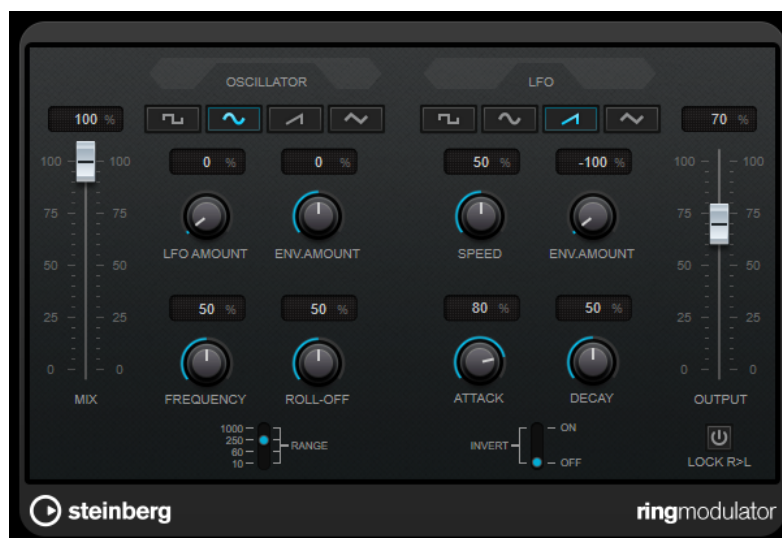 OSCILLATOR
LFO
100 %
70 %
0 %
0 %
50 %
-100 %
100 100
75 75
50 50
25 25
0 0
MIX
LFO AMOUNT
ENV.AMOUNT
SPEED
ENV.AMOUNT
50 %
50 %
80 %
50 %
FREQUENCY
ROLL-OFF
ATTACK
DECAY
100 100
75 75
50 50
25 25
0 0
OUTPUT
1000
250
60
10
RANGE
INVERT
ON
OFF
LOCK R>L
steinberg
ringmodulator